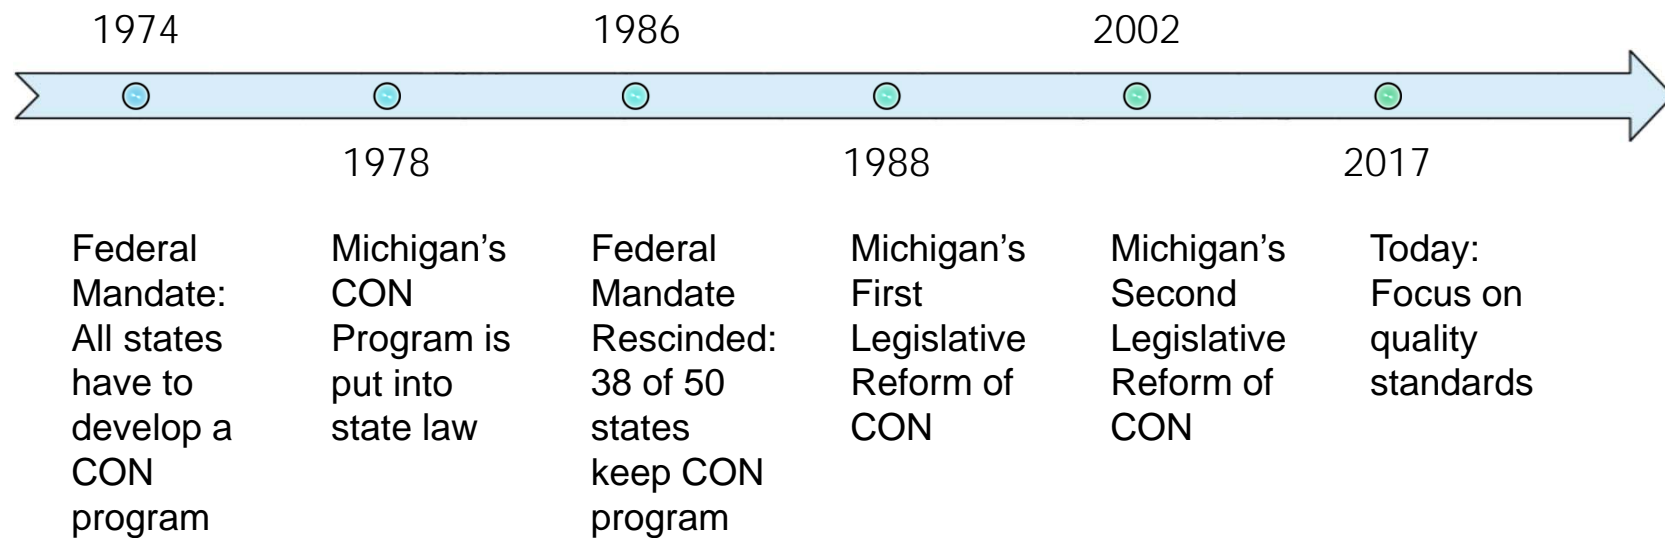 1974
1986
2002
1978
1988
2017
Federal
Mandate:
All states
have to
develop a
CON
program
Michigan’s
CON
Program is
put into
state law
Federal
Mandate
Rescinded:
38 of 50
states
keep CON
program
Michigan’s
First
Legislative
Reform of
CON
Michigan’s
Second
Legislative
Reform of
CON
Today:
Focus on
quality
standards